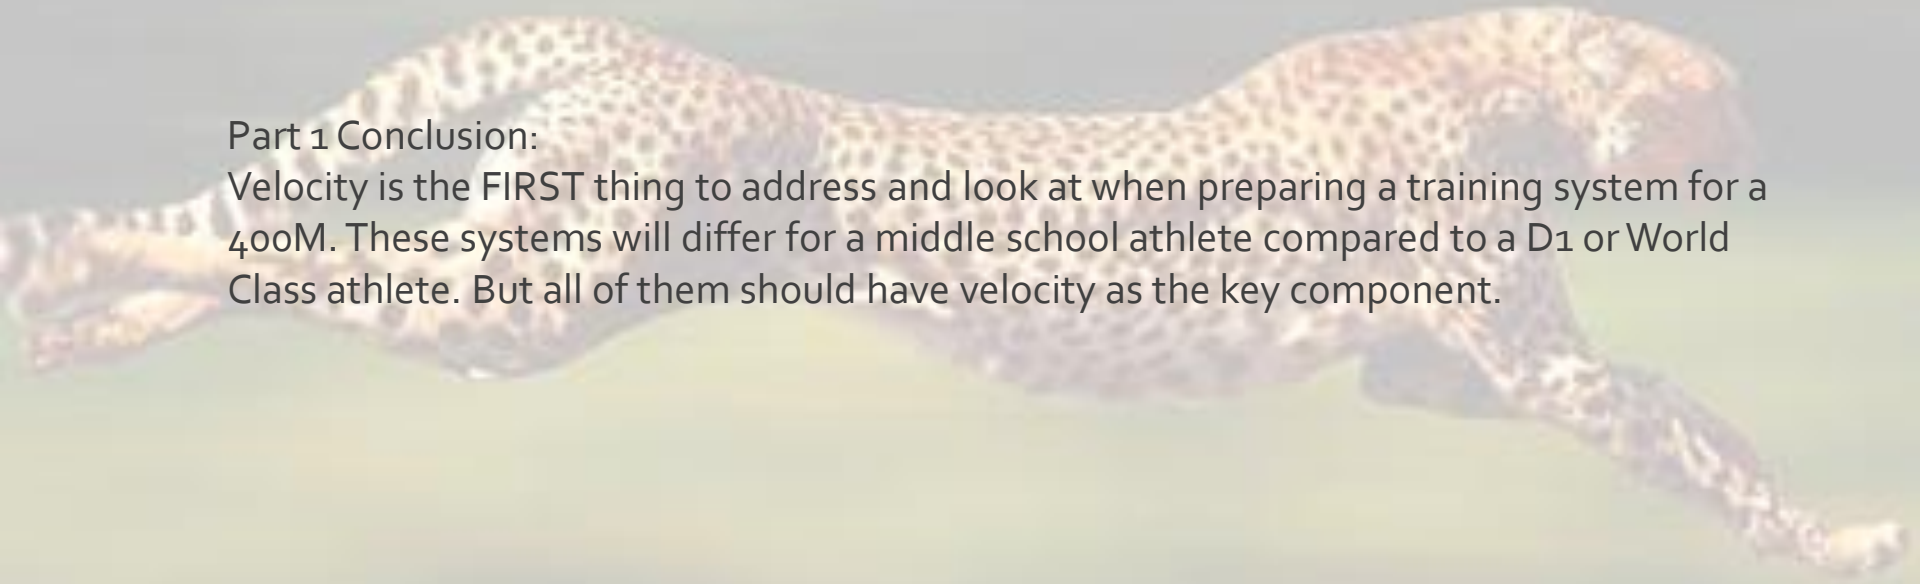 Part 1 Conclusion:
Velocity is the FIRST thing to address and look at when preparing a training system for a
400M. These systems will differ for a middle school athlete compared to a D1 or World
Class athlete. But all of them should have velocity as the key component.